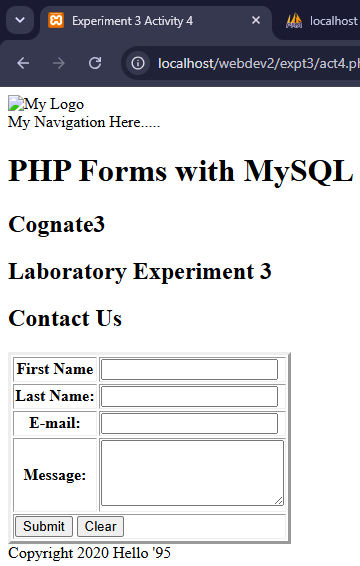 Experiment 3 Activity 4
localhost
localhost/webdev2/expt3/act4.ph
My Logo
My Navigation Here.....
PHP Forms with MySQL
Cognate3
Laboratory Experiment 3
Contact Us
First Name
Last Name:
E-mail:
Message:
Submit Clear
Copyright 2020 Hello '95